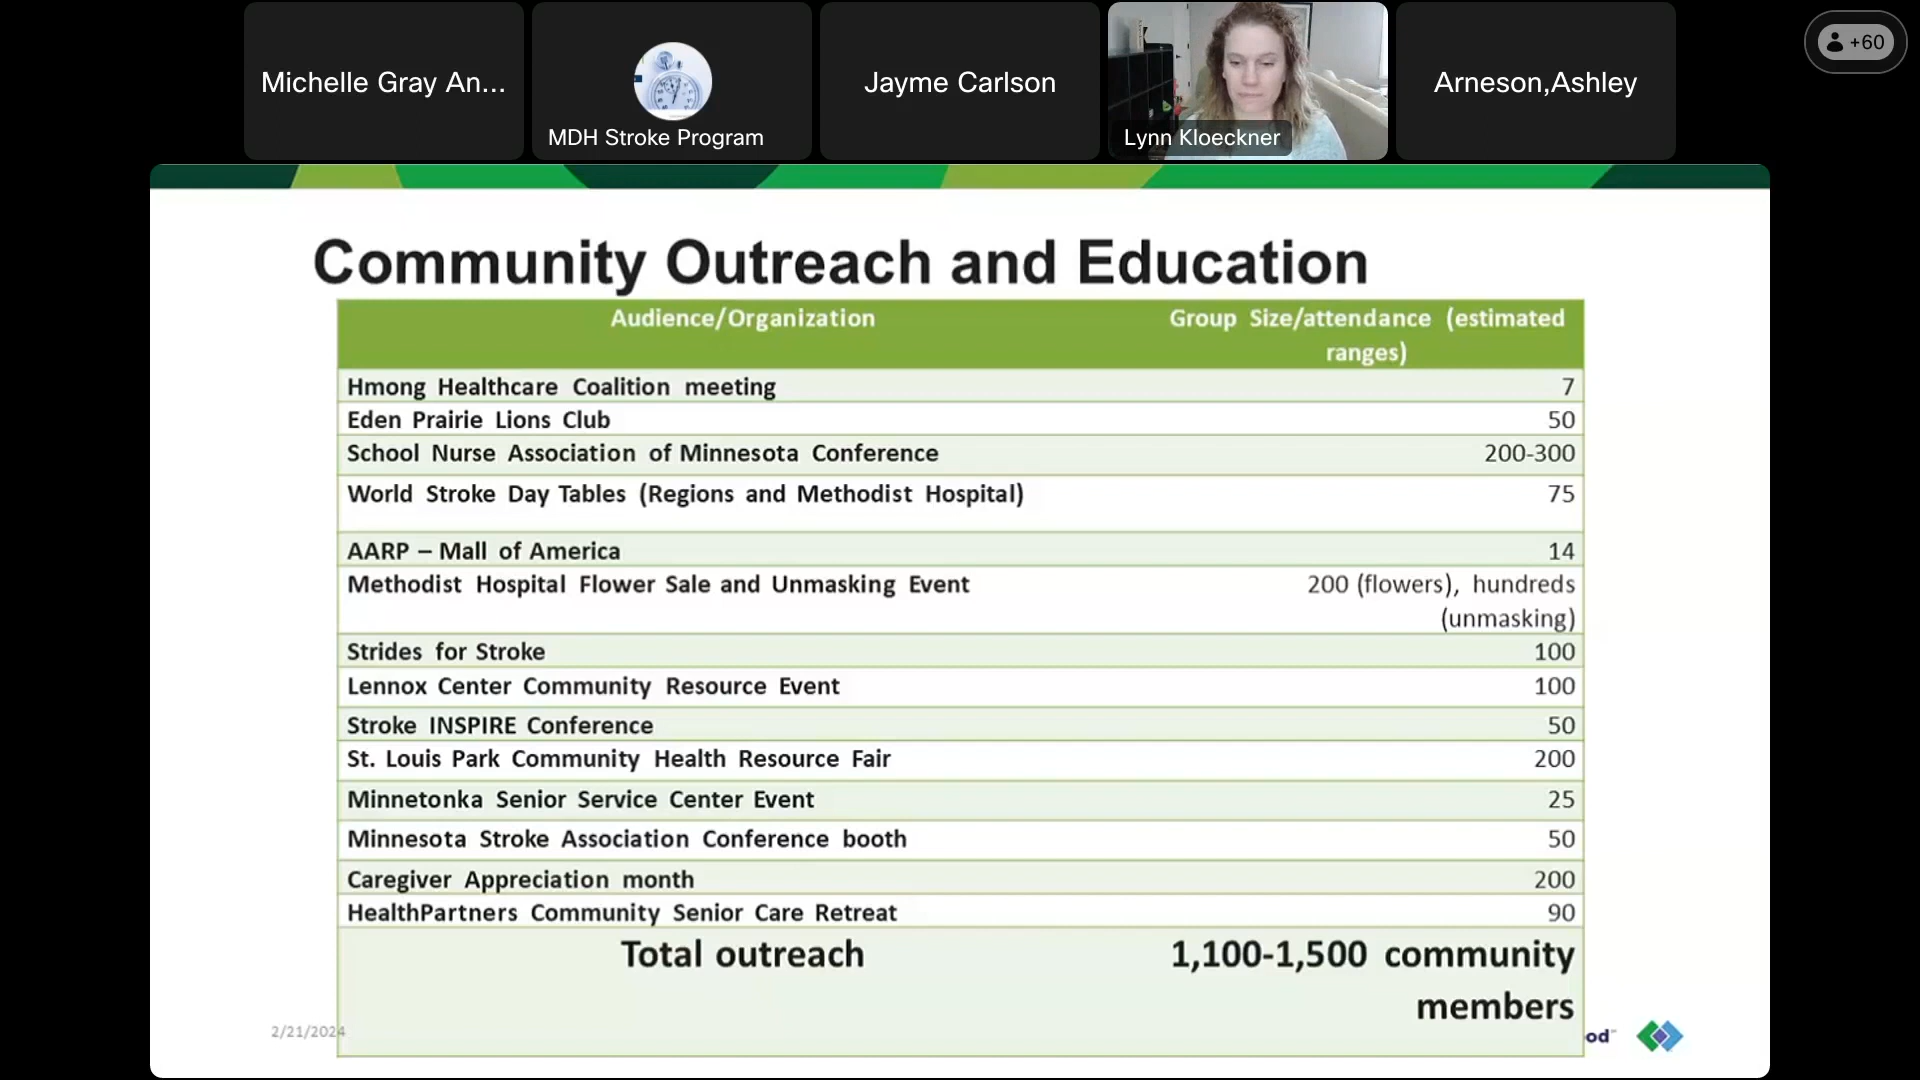 Michelle Gray An...
MDH Stroke Program
Jayme Carlson
Lynn Kloeckner
Arneson,Ashley
+60
Community Outreach and Education
Audience/Organization
Group Size/attendance (estimated
ranges)
Hmong Healthcare Coalition meeting
7
Eden Prairie Lions Club
50
School Nurse Association of Minnesota Conference
200-300
World Stroke Day Tables (Regions and Methodist Hospital)
75
AARP – Mall of America
14
Methodist Hospital Flower Sale and Unmasking Event
200 (flowers), hundreds
(unmasking)
Strides for Stroke
100
Lennox Center Community Resource Event
100
Stroke INSPIRE Conference
50
St. Louis Park Community Health Resource Fair
200
Minnetonka Senior Service Center Event
25
Minnesota Stroke Association Conference booth
50
Caregiver Appreciation month
200
HealthPartners Community Senior Care Retreat
90
Total outreach
1,100-1,500 community
members
2/21/2024
od